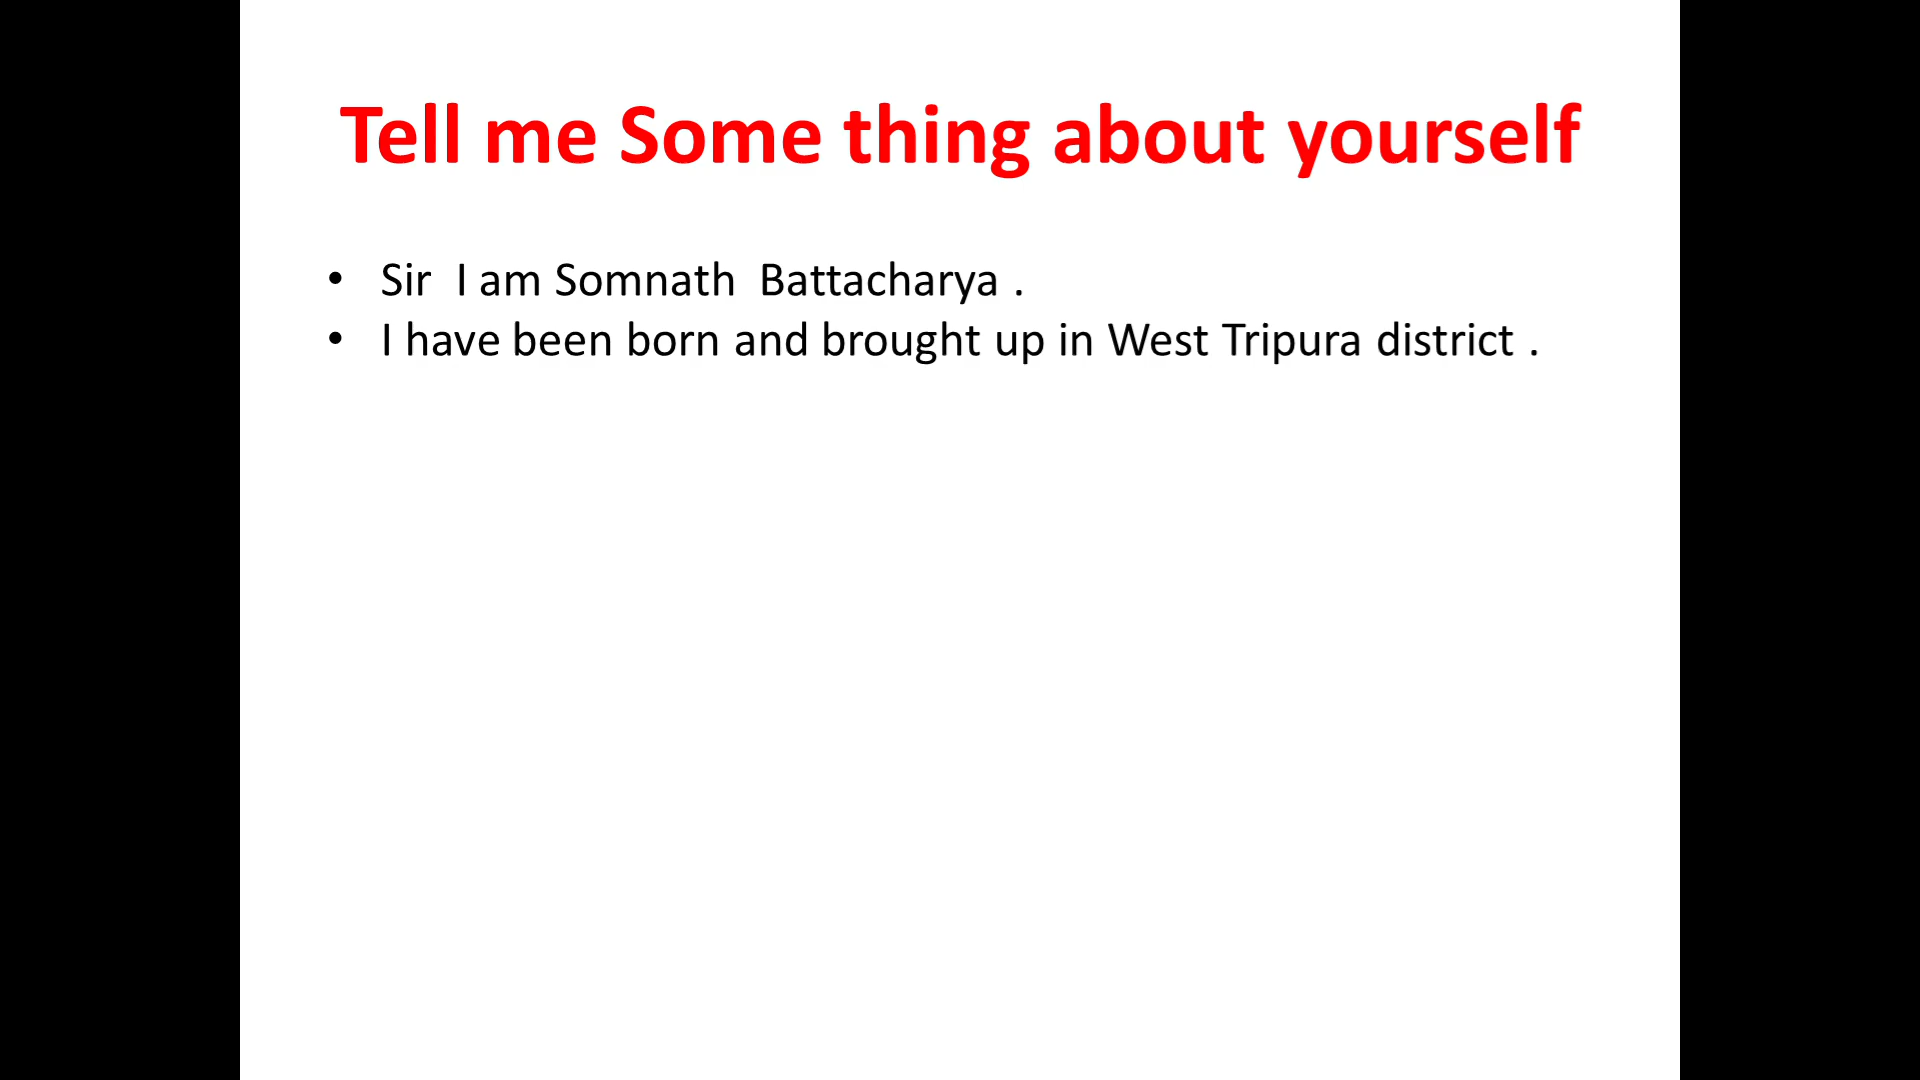 Tell me Some thing about yourself
• Sir I am Somnath Battacharya .
• I have been born and brought up in West Tripura district .